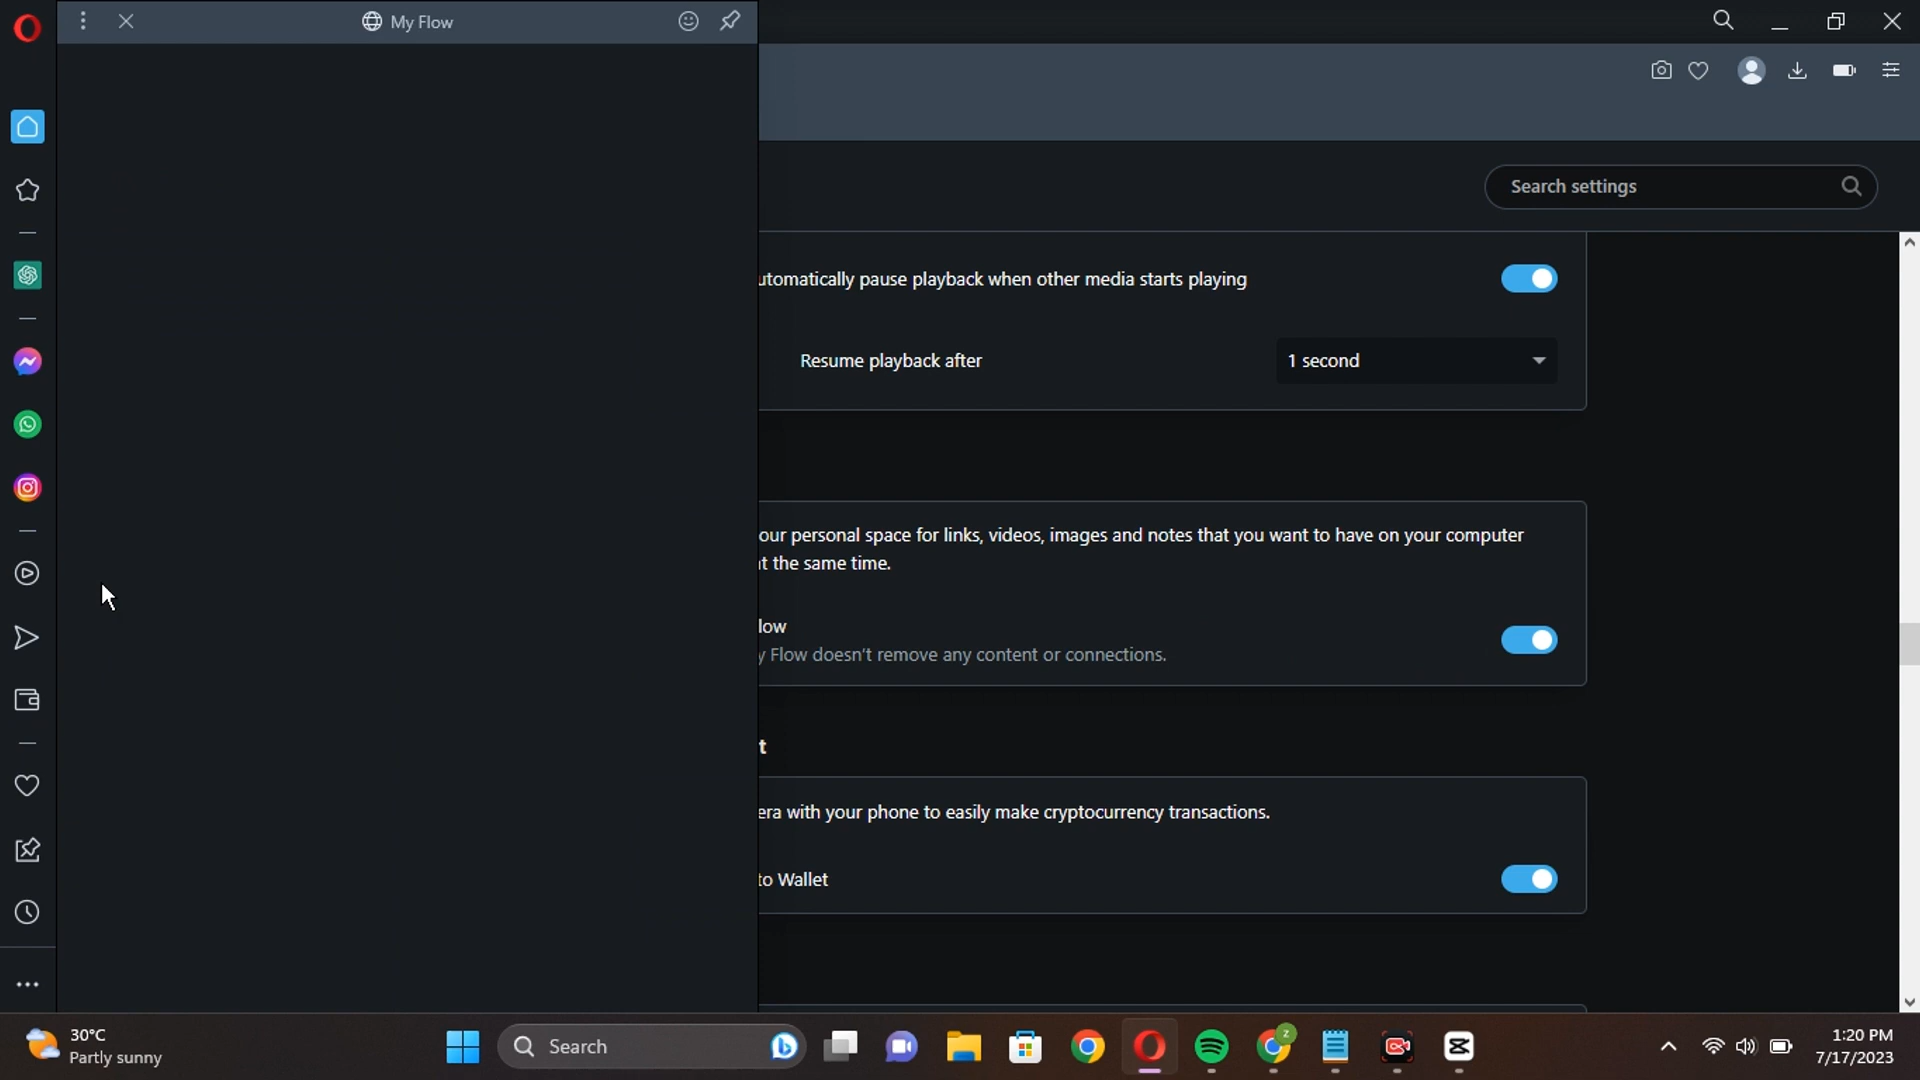 My Flow
Search settings
utomatically pause playback when other media starts playing
Resume playback after
1 second
our personal space for links, videos, images and notes that you want to have on your computer
t the same time.
low
y Flow doesn't remove any content or connections.
t
era with your phone to easily make cryptocurrency transactions.
to Wallet
30°C
Partly sunny
Search
z
1:20 PM
7/17/2023